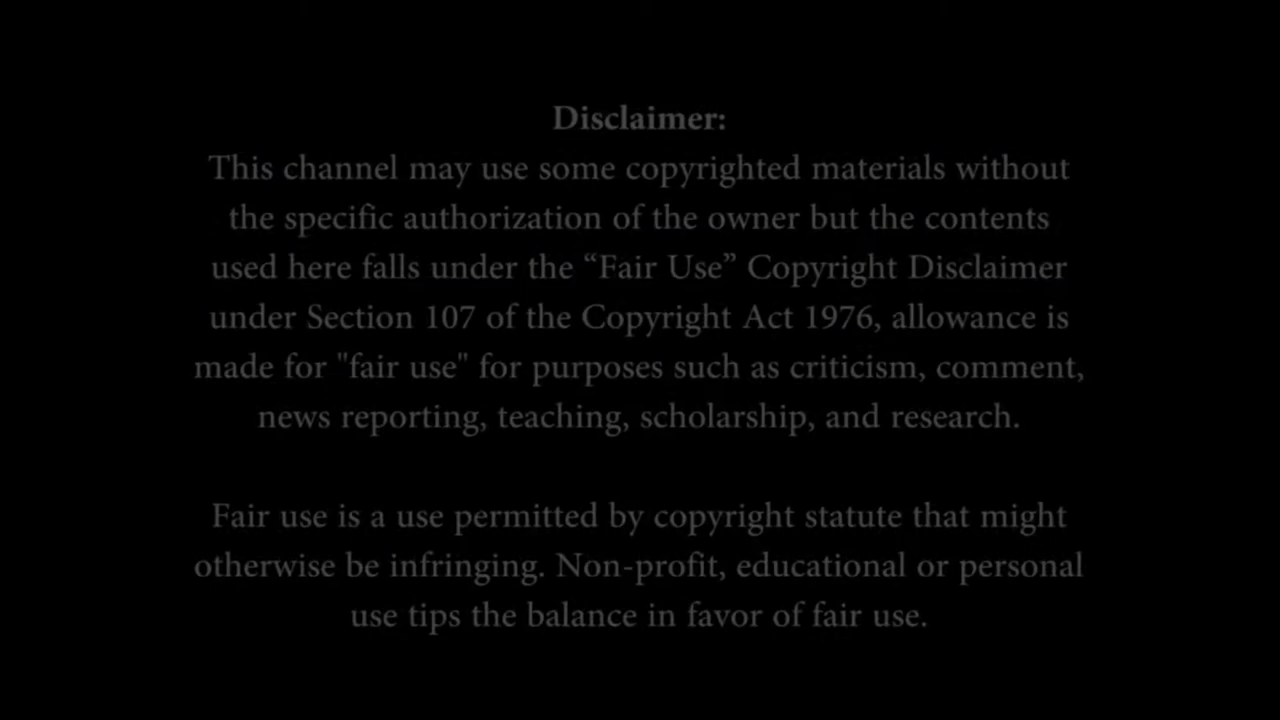 Disclaimer:
This channel may use some copyrighted materials without
the specific authorization of the owner but the contents
used here falls under the “Fair Use” Copyright Disclaimer
under Section 107 of the Copyright Act 1976, allowance is
made for "fair use" for purposes such as criticism, comment,
news reporting, teaching, scholarship, and research.
Fair use is a use permitted by copyright statute that might
otherwise be infringing. Non-profit, educational or personal
use tips the balance in favor of fair use.